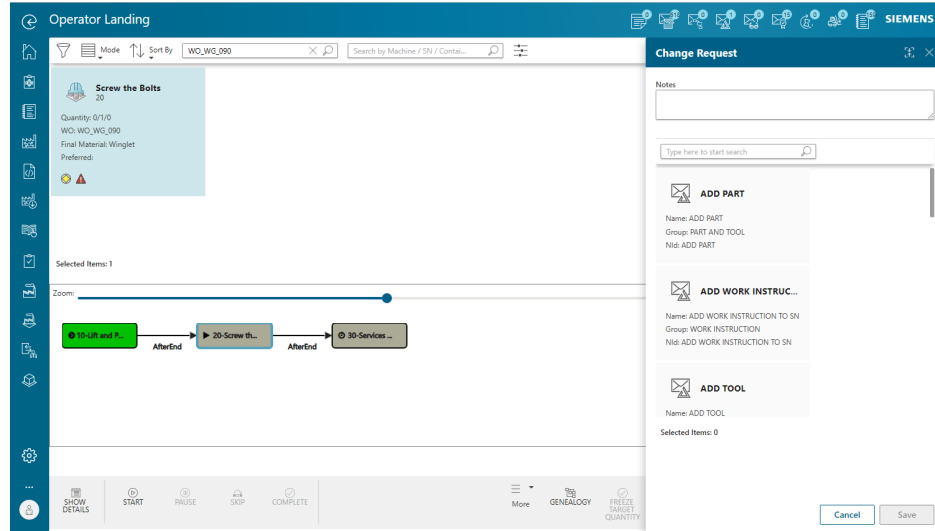 Operator Landing
SIEMENS
Mode
Sort By
WO_WG_090
Search by Machine / SN / Contai...
Screw the Bolts
20
Quantity: 0/1/0
WO: WO_WG_090
Final Material: Winglet
Preferred:
Selected Items: 1
Zoom:
10-Lift and P...
AfterEnd
20-Screw th...
AfterEnd
30-Services ...
SHOW DETAILS
START
PAUSE
SKIP
COMPLETE
More
GENEALOGY
FREEZE TARGET QUANTITY
Change Request
Notes
Type here to start search
ADD PART
Name: ADD PART
Group: PART AND TOOL
NId: ADD PART
ADD WORK INSTRUC...
Name: ADD WORK INSTRUCTION TO SN
Group: WORK INSTRUCTION
NId: ADD WORK INSTRUCTION TO SN
ADD TOOL
Name: ADD TOOL
Selected Items: 0
Cancel
Save